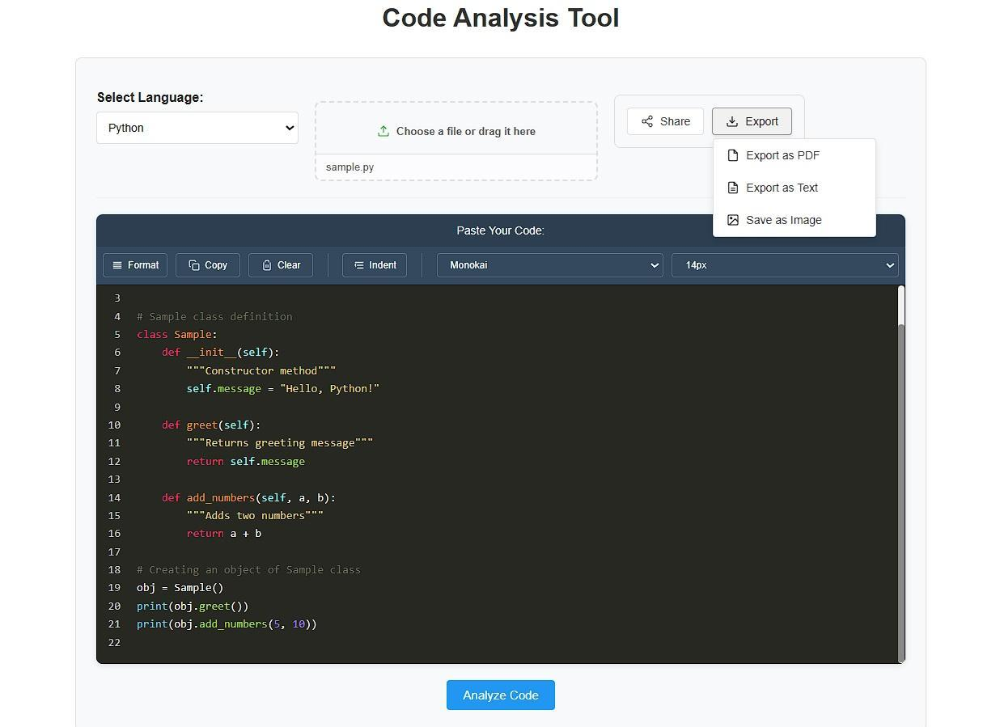 Code Analysis Tool
Select Language:
Python
Choose a file or drag it here
sample.py
Share
Export
Export as PDF
Export as Text
Save as Image
Paste Your Code:
Format Copy Clear Indent Monokai 14px
3
4 # Sample class definition
5 class Sample:
6     def __init__(self):
7         """Constructor method"""
8         self.message = "Hello, Python!"
9
10     def greet(self):
11         """Returns greeting message"""
12         return self.message
13
14     def add_numbers(self, a, b):
15         """Adds two numbers"""
16         return a + b
17
18 # Creating an object of Sample class
19 obj = Sample()
20 print(obj.greet())
21 print(obj.add_numbers(5, 10))
22
Analyze Code